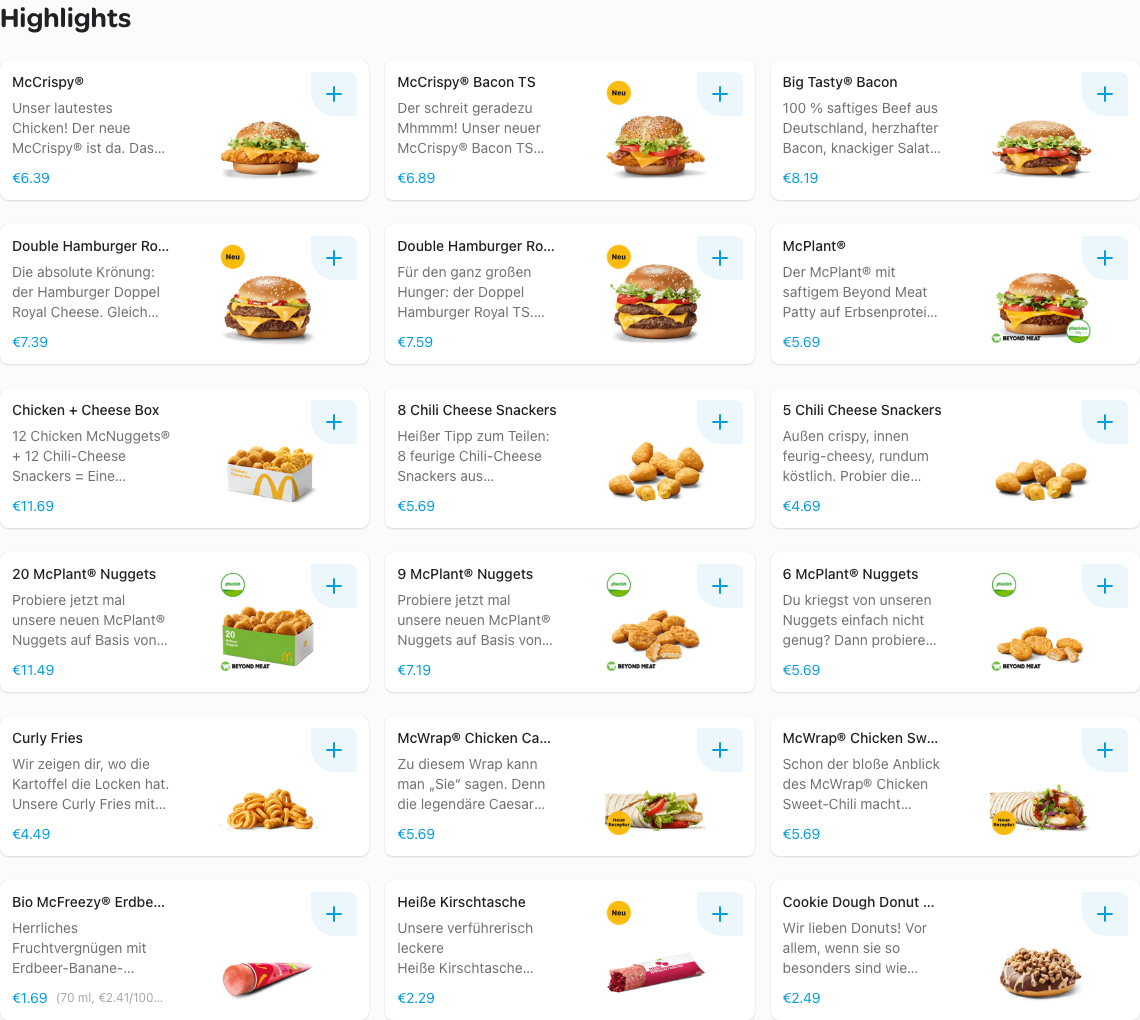 Highlights
McCrispy®
Unser lautestes
Chicken! Der neue
McCrispy® ist da. Das...
€6.39
McCrispy® Bacon TS
Der schreit geradezu
Mhmmm! Unser neuer
McCrispy® Bacon TS...
€6.89
Neu
Big Tasty® Bacon
100 % saftiges Beef aus
Deutschland, herzhafter
Bacon, knackiger Salat...
€8.19
Double Hamburger Ro...
Die absolute Krönung:
der Hamburger Doppel
Royal Cheese. Gleich...
€7.39
Neu
Double Hamburger Ro...
Für den ganz großen
Hunger: der Doppel
Hamburger Royal TS....
€7.59
Neu
McPlant®
Der McPlant® mit
saftigem Beyond Meat
Patty auf Erbsenprotei...
€5.69
BEYOND MEAT
Chicken + Cheese Box
12 Chicken McNuggets®
+ 12 Chili-Cheese
Snackers = Eine...
€11.69
8 Chili Cheese Snackers
Heißer Tipp zum Teilen:
8 feurige Chili-Cheese
Snackers aus...
€5.69
5 Chili Cheese Snackers
Außen crispy, innen
feurig-cheesy, rundum
köstlich. Probier die...
€4.69
20 McPlant® Nuggets
Probiere jetzt mal
unsere neuen McPlant®
Nuggets auf Basis von...
€11.49
20
BEYOND MEAT
9 McPlant® Nuggets
Probiere jetzt mal
unsere neuen McPlant®
Nuggets auf Basis von...
€7.19
BEYOND MEAT
6 McPlant® Nuggets
Du kriegst von unseren
Nuggets einfach nicht
genug? Dann probiere...
€5.69
BEYOND MEAT
Curly Fries
Wir zeigen dir, wo die
Kartoffel die Locken hat.
Unsere Curly Fries mit...
€4.49
McWrap® Chicken Ca...
Zu diesem Wrap kann
man „Sie“ sagen. Denn
die legendäre Caesar...
€5.69
Neue
Rezeptur
McWrap® Chicken Sw...
Schon der bloße Anblick
des McWrap® Chicken
Sweet-Chili macht...
€5.69
Neue
Rezeptur
Bio McFreezy® Erdbe...
Herrliches
Fruchtvergnügen mit
Erdbeer-Banane-...
€1.69 (70 ml, €2.41/100...
Heiße Kirschtasche
Unsere verführerisch
leckere
Heiße Kirschtasche...
€2.29
Neu
Cookie Dough Donut ...
Wir lieben Donuts! Vor
allem, wenn sie so
besonders sind wie...
€2.49